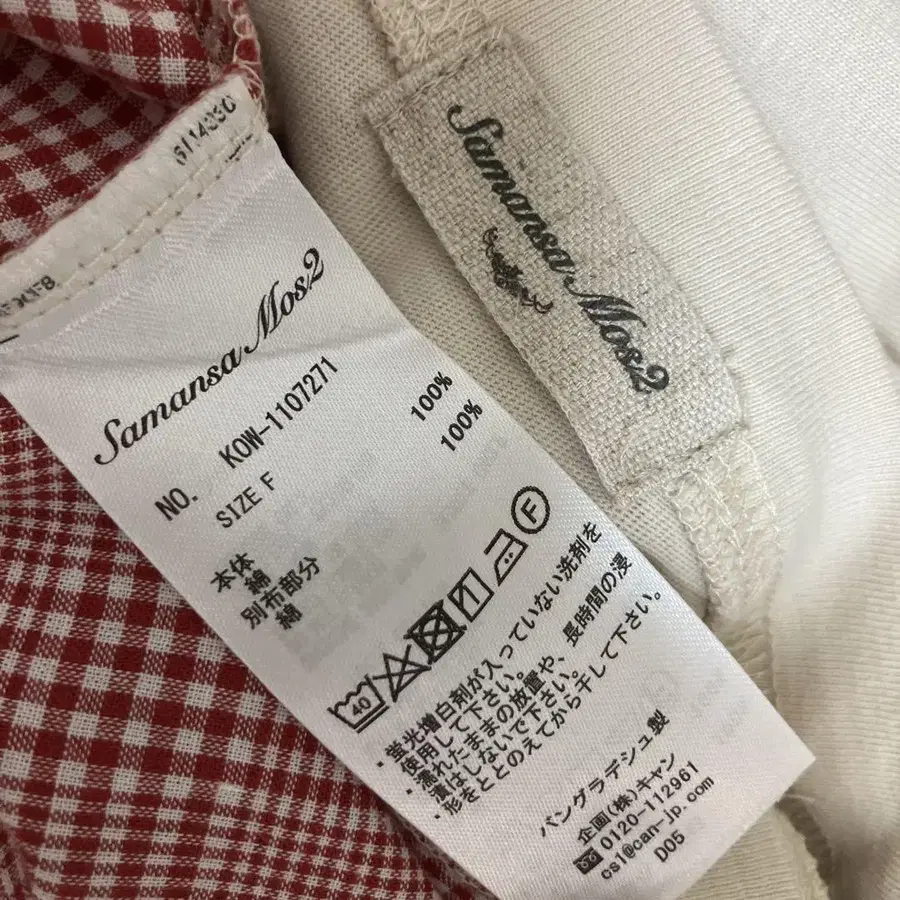 Samansa Mos2
Samansa Mos2
NO. KOW-1107271
SIZE F
本体
綿 100%
別布部分
綿 100%
40
F
・蛍光増白剤が入っていない洗剤を
使用して下さい。
・濡れたままの放置や、長時間の浸
漬はしないで下さい。
・形をととのえてから干して下さい。
バングラデシュ製
企画(株)キャン
0120-112961
cs1@can-jp.com
D05